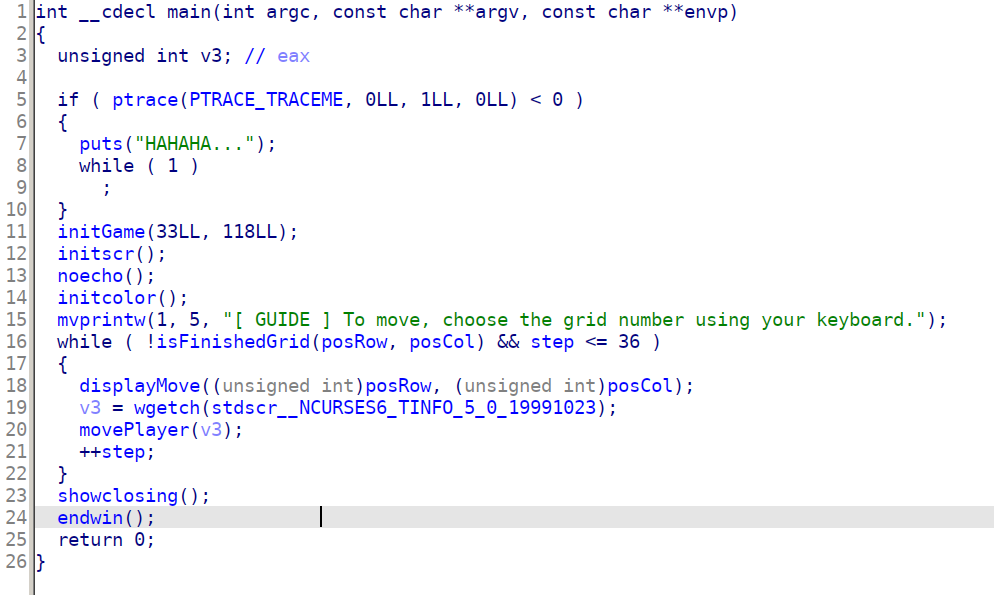 1 int __cdecl main(int argc, const char **argv, const char **envp)
2 {
3   unsigned int v3; // eax
4
5   if ( ptrace(PTRACE_TRACEME, 0LL, 1LL, 0LL) < 0 )
6   {
7     puts("HAHAHA...");
8     while ( 1 )
9       ;
10   }
11   initGame(33LL, 118LL);
12   initscr();
13   noecho();
14   initcolor();
15   mvprintw(1, 5, "[ GUIDE ] To move, choose the grid number using your keyboard.");
16   while ( !isFinishedGrid(posRow, posCol) && step <= 36 )
17   {
18     displayMove((unsigned int)posRow, (unsigned int)posCol);
19     v3 = wgetch(stdscr__NCURSES6_TINFO_5_0_19991023);
20     movePlayer(v3);
21     ++step;
22   }
23   showclosing();
24   endwin();
25   return 0;
26 }